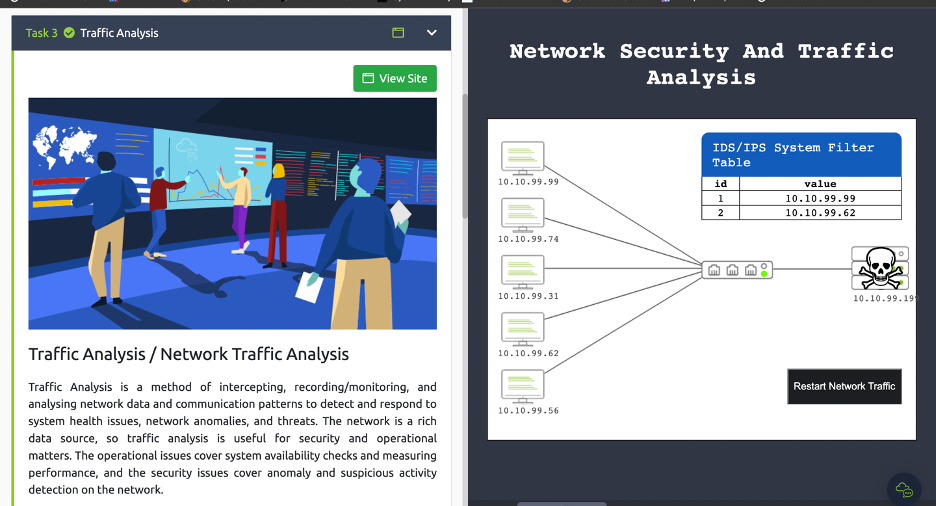 Task 3 Traffic Analysis
View Site
Traffic Analysis / Network Traffic Analysis
Traffic Analysis is a method of intercepting, recording/monitoring, and
analysing network data and communication patterns to detect and respond to
system health issues, network anomalies, and threats. The network is a rich
data source, so traffic analysis is useful for security and operational
matters. The operational issues cover system availability checks and measuring
performance, and the security issues cover anomaly and suspicious activity
detection on the network.
Network Security And Traffic
Analysis
IDS/IPS System Filter
Table
id value
1 10.10.99.99
2 10.10.99.62
10.10.99.99
10.10.99.74
10.10.99.31
10.10.99.62
10.10.99.56
10.10.99.199
Restart Network Traffic